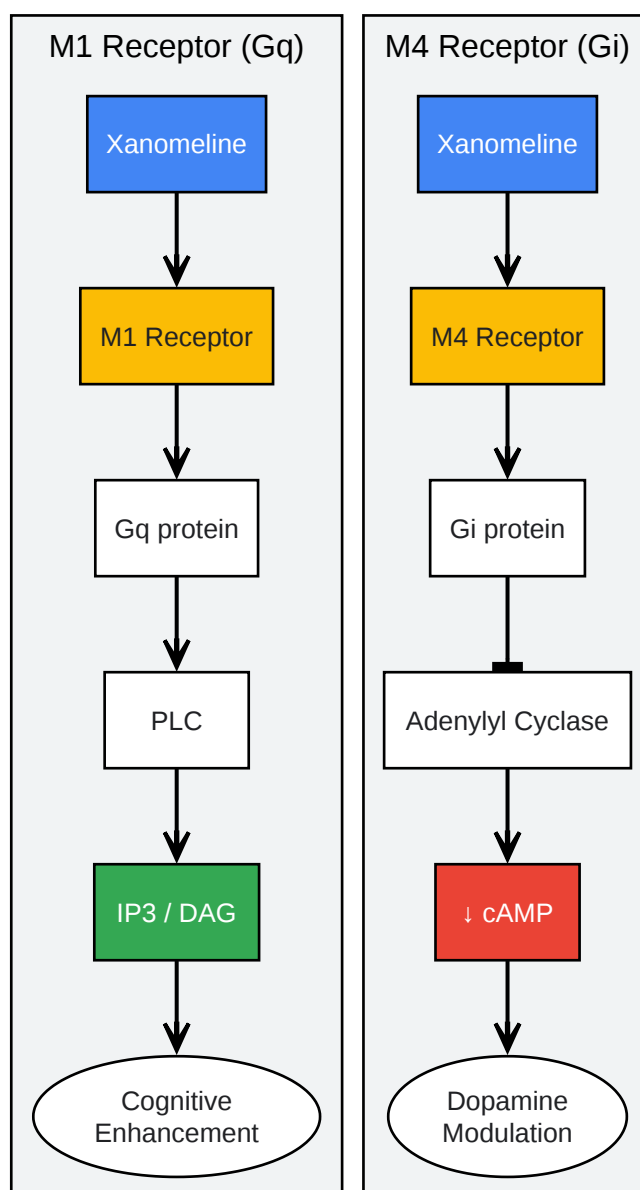 M1 Receptor (Gq)
Xanomeline
M1 Receptor
Gq protein
PLC
IP3 / DAG
Cognitive
Enhancement
M4 Receptor (Gi)
Xanomeline
M4 Receptor
Gi protein
Adenylyl Cyclase
↓ cAMP
Dopamine
Modulation